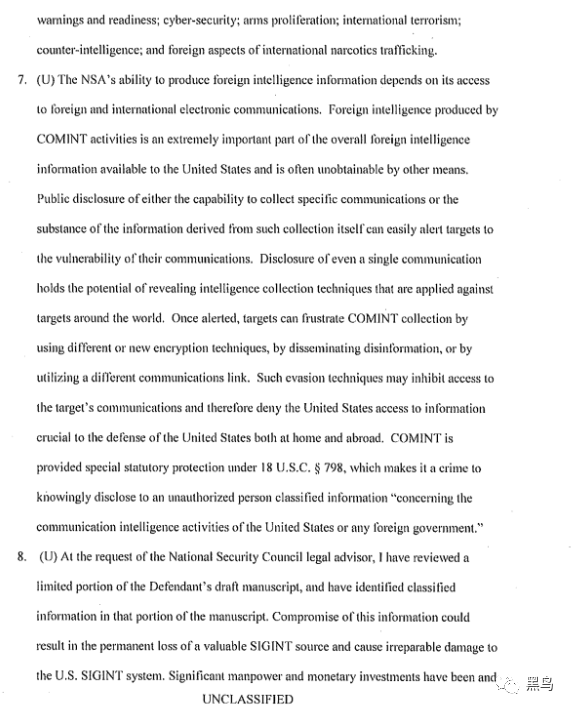 warnings and readiness; cyber-security; arms proliferation; international terrorism;
counter-intelligence; and foreign aspects of international narcotics trafficking.
7. (U) The NSA's ability to produce foreign intelligence information depends on its access
to foreign and international electronic communications. Foreign intelligence produced by
COMINT activities is an extremely important part of the overall foreign intelligence
information available to the United States and is often unobtainable by other means.
Public disclosure of either the capability to collect specific communications or the
substance of the information derived from such collection itself can easily alert targets to
the vulnerability of their communications. Disclosure of even a single communication
holds the potential of revealing intelligence collection techniques that are applied against
targets around the world. Once alerted, targets can frustrate COMINT collection by
using different or new encryption techniques, by disseminating disinformation, or by
utilizing a different communications link. Such evasion techniques may inhibit access to
the target's communications and therefore deny the United States access to information
crucial to the defense of the United States both at home and abroad. COMINT is
provided special statutory protection under 18 U.S.C. § 798, which makes it a crime to
knowingly disclose to an unauthorized person classified information “concerning the
communication intelligence activities of the United States or any foreign government.”
8. (U) At the request of the National Security Council legal advisor, I have reviewed a
limited portion of the Defendant's draft manuscript, and have identified classified
information in that portion of the manuscript. Compromise of this information could
result in the permanent loss of a valuable SIGINT source and cause irreparable damage to
the U.S. SIGINT system. Significant manpower and monetary investments have been and
黑鸟
UNCLASSIFIED